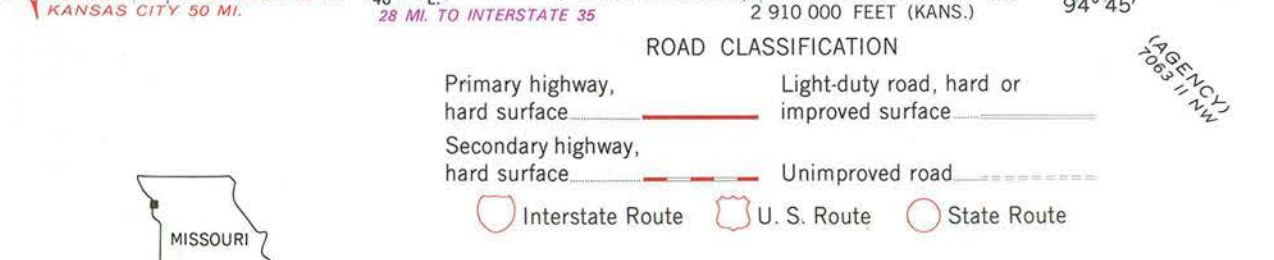 KANSAS CITY 50 MI.
28 MI. TO INTERSTATE 35
2 910 000 FEET (KANS.)
94° 45′
(AGENCY)
7063 II NW
ROAD CLASSIFICATION
Primary highway,
hard surface
Light-duty road, hard or
improved surface
Secondary highway,
hard surface
Unimproved road
Interstate Route
U. S. Route
State Route
MISSOURI